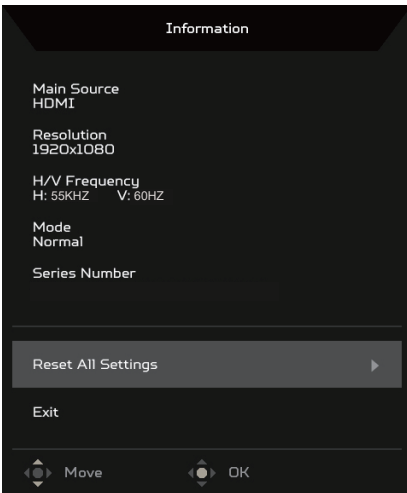 Information
Main Source
HDMI
Resolution
1920x1080
H/V Frequency
H: 55KHZ V: 60HZ
Mode
Normal
Series Number
Reset All Settings
Exit
Move OK